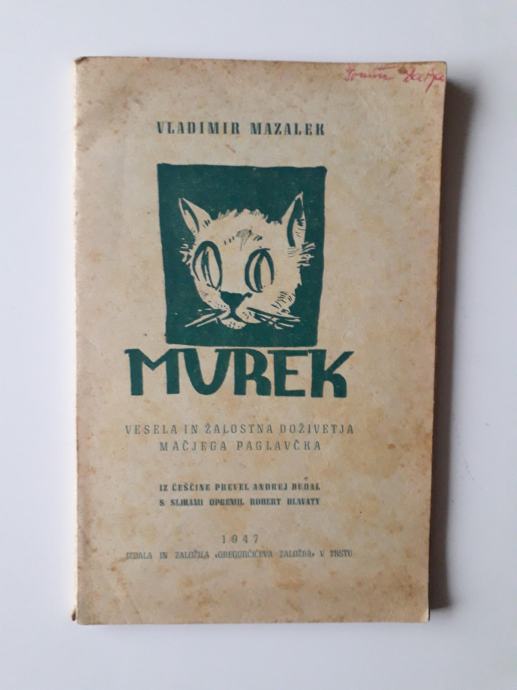 VLADIMIR MAZALEK
MUREK
VESELA IN ŽALOSTNA DOŽIVETJA
MAČJEGA PAGLAVČKA
IZ ČEŠČINE PREVEL ANDREJ BUDAL
S SLIKAMI OPREMIL ROBERT HLAVATY
1947
IZDALA IN ZALOŽILA «GREGORČIČEVA ZALOŽBA» V TRSTU